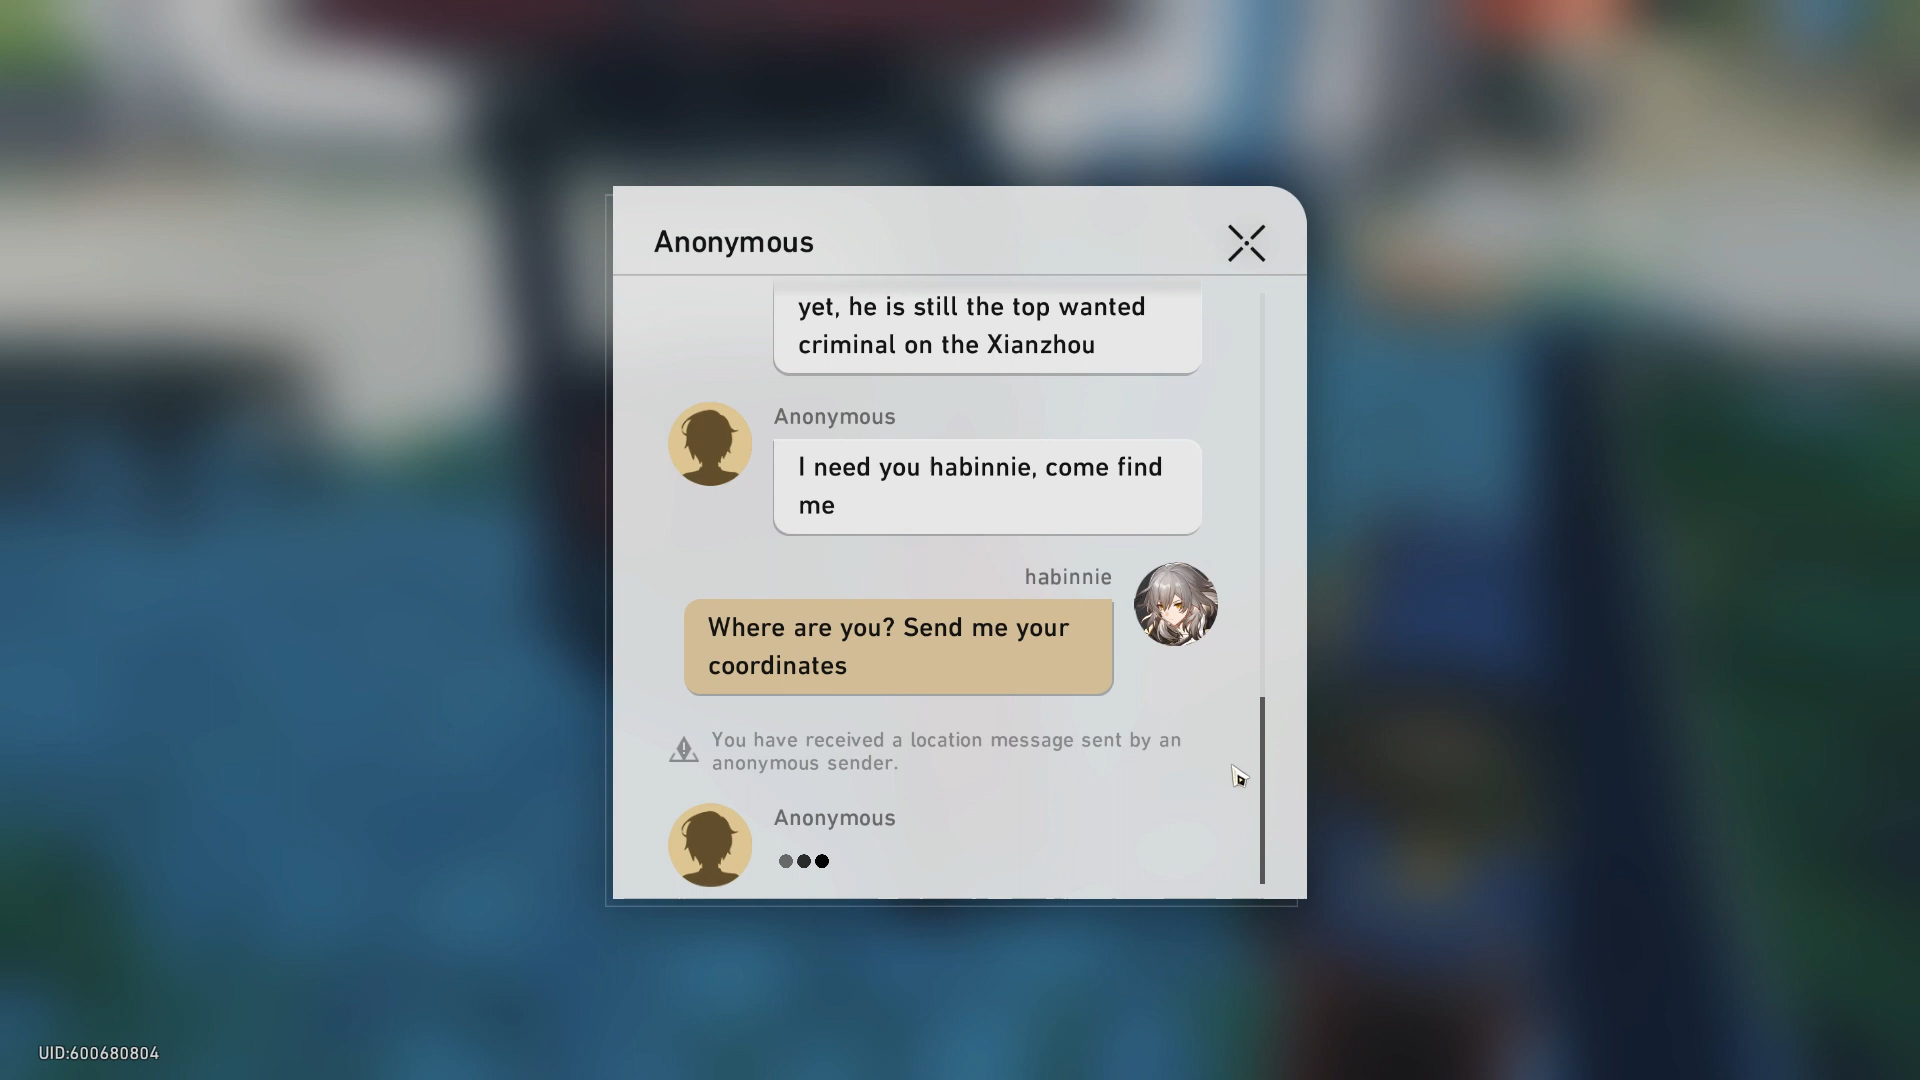 Anonymous
yet, he is still the top wanted
criminal on the Xianzhou
Anonymous
I need you habinnie, come find
me
habinnie
Where are you? Send me your
coordinates
You have received a location message sent by an
anonymous sender.
Anonymous
UID:600680804